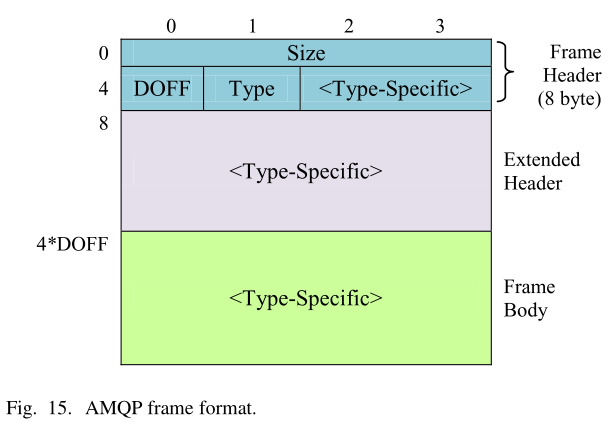 0 1 2 3
0 Size Frame
Header
(8 byte)
4 DOFF Type <Type-Specific>
8
<Type-Specific> Extended
Header
4*DOFF
<Type-Specific> Frame
Body
Fig. 15. AMQP frame format.